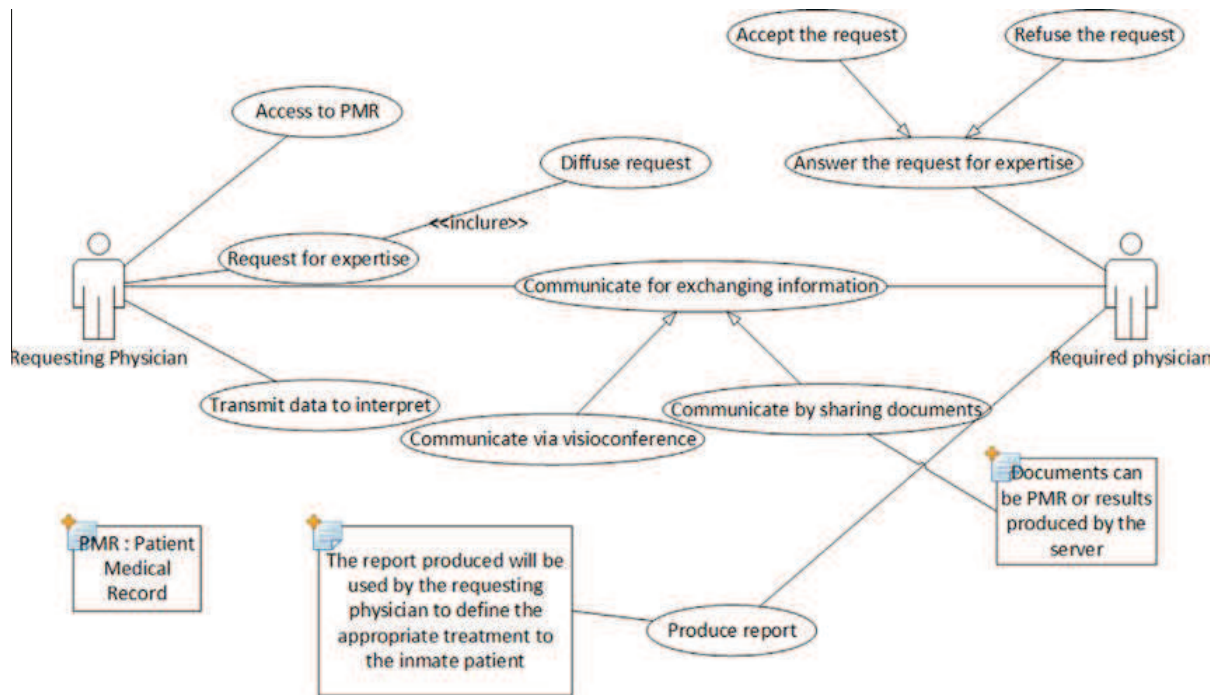 Accept the request
Refuse the request
Access to PMR
Diffuse request
Answer the request for expertise
<<inclure>>
Request for expertise
Communicate for exchanging information
Requesting Physician
Required physician
Transmit data to interpret
Communicate by sharing documents
Communicate via visioconference
Documents can
be PMR or results
produced by the
server
PMR : Patient
Medical
Record
The report produced will be
used by the requesting
physician to define the
appropriate treatment to
the inmate patient
Produce report